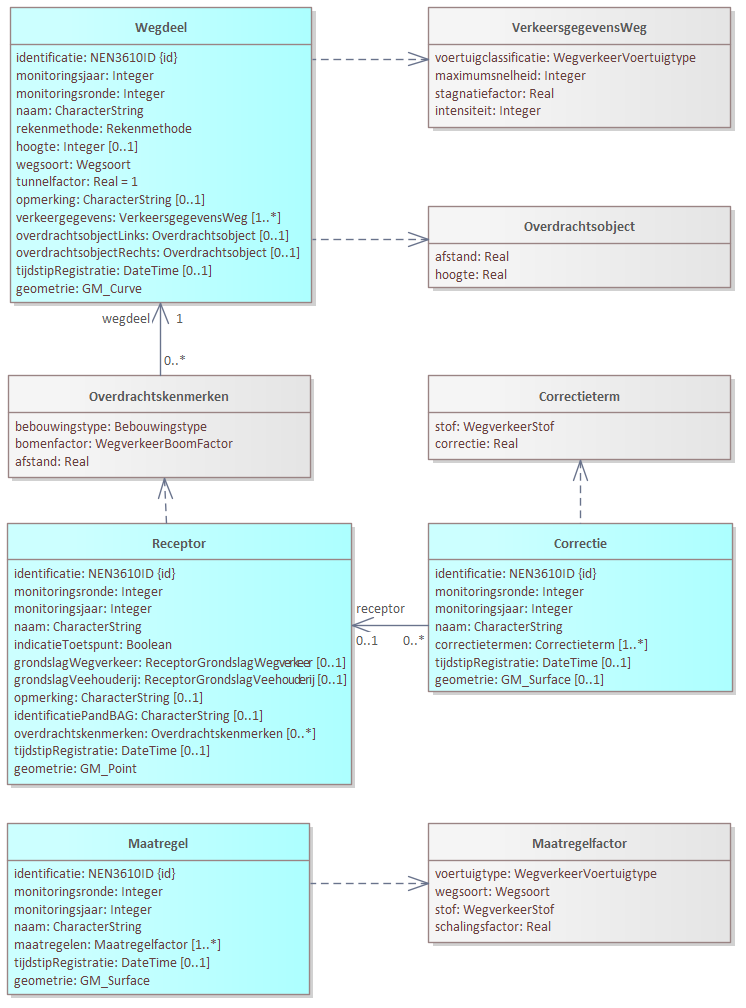 Wegdeel
identificatie: NEN3610ID {id}
monitoringsjaar: Integer
monitoringsronde: Integer
naam: CharacterString
rekenmethode: Rekenmethode
hoogte: Integer [0..1]
wegsoort: Wegsoort
tunnelfactor: Real = 1
opmerking: CharacterString [0..1]
verkeergegevens: VerkeersgegevensWeg [1..*]
overdrachtsobjectLinks: Overdrachtsobject [0..1]
overdrachtsobjectRechts: Overdrachtsobject [0..1]
tijdstipRegistratie: DateTime [0..1]
geometrie: GM_Curve
VerkeersgegevensWeg
voertuigclassificatie: WegverkeerVoertuigtype
maximumsnelheid: Integer
stagnatiefactor: Real
intensiteit: Integer
Overdrachtsobject
afstand: Real
hoogte: Real
wegdeel 1
0..*
Overdrachtskenmerken
bebouwingstype: Bebouwingstype
bomenfactor: WegverkeerBoomFactor
afstand: Real
Correctieterm
stof: WegverkeerStof
correctie: Real
Receptor
identificatie: NEN3610ID {id}
monitoringsronde: Integer
monitoringsjaar: Integer
naam: CharacterString
indicatieToetspunt: Boolean
grondslagWegverkeer: ReceptorGrondslagWegverkeer [0..1]
grondslagVeehouderij: ReceptorGrondslagVeehouderij [0..1]
opmerking: CharacterString [0..1]
identificatiePandBAG: CharacterString [0..1]
overdrachtskenmerken: Overdrachtskenmerken [0..*]
tijdstipRegistratie: DateTime [0..1]
geometrie: GM_Point
receptor
0..1 0..*
Correctie
identificatie: NEN3610ID {id}
monitoringsronde: Integer
monitoringsjaar: Integer
naam: CharacterString
correctietermen: Correctieterm [1..*]
tijdstipRegistratie: DateTime [0..1]
geometrie: GM_Surface [0..1]
Maatregel
identificatie: NEN3610ID {id}
monitoringsronde: Integer
monitoringsjaar: Integer
naam: CharacterString
maatregelen: Maatregelfactor [1..*]
tijdstipRegistratie: DateTime [0..1]
geometrie: GM_Surface
Maatregelfactor
voertuigtype: WegverkeerVoertuigtype
wegsoort: Wegsoort
stof: WegverkeerStof
schalingsfactor: Real